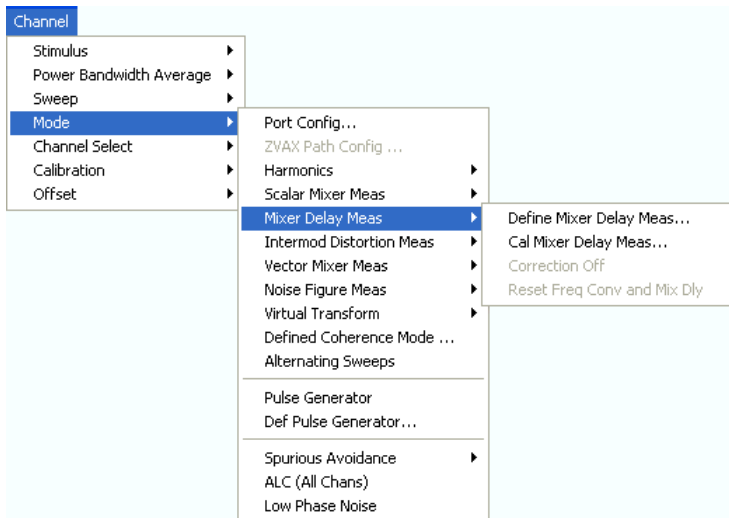 Channel
Stimulus
Power Bandwidth Average
Sweep
Mode
Channel Select
Calibration
Offset
Port Config...
ZVAX Path Config ...
Harmonics
Scalar Mixer Meas
Mixer Delay Meas
Intermod Distortion Meas
Vector Mixer Meas
Noise Figure Meas
Virtual Transform
Defined Coherence Mode ...
Alternating Sweeps
Pulse Generator
Def Pulse Generator...
Spurious Avoidance
ALC (All Chans)
Low Phase Noise
Define Mixer Delay Meas...
Cal Mixer Delay Meas...
Correction Off
Reset Freq Conv and Mix Dly